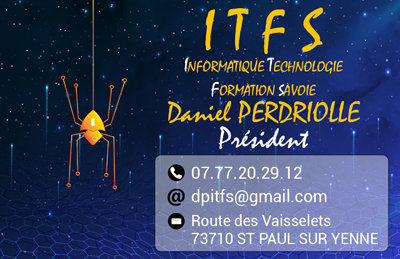 ITFS
INFORMATIQUE TECHNOLOGIE
FORMATION SAVOIE
Daniel PERDRIOLLE
Président
07.77.20.29.12
@ dpitfs@gmail.com
Route des Vaisselets
73710 ST PAUL SUR YENNE